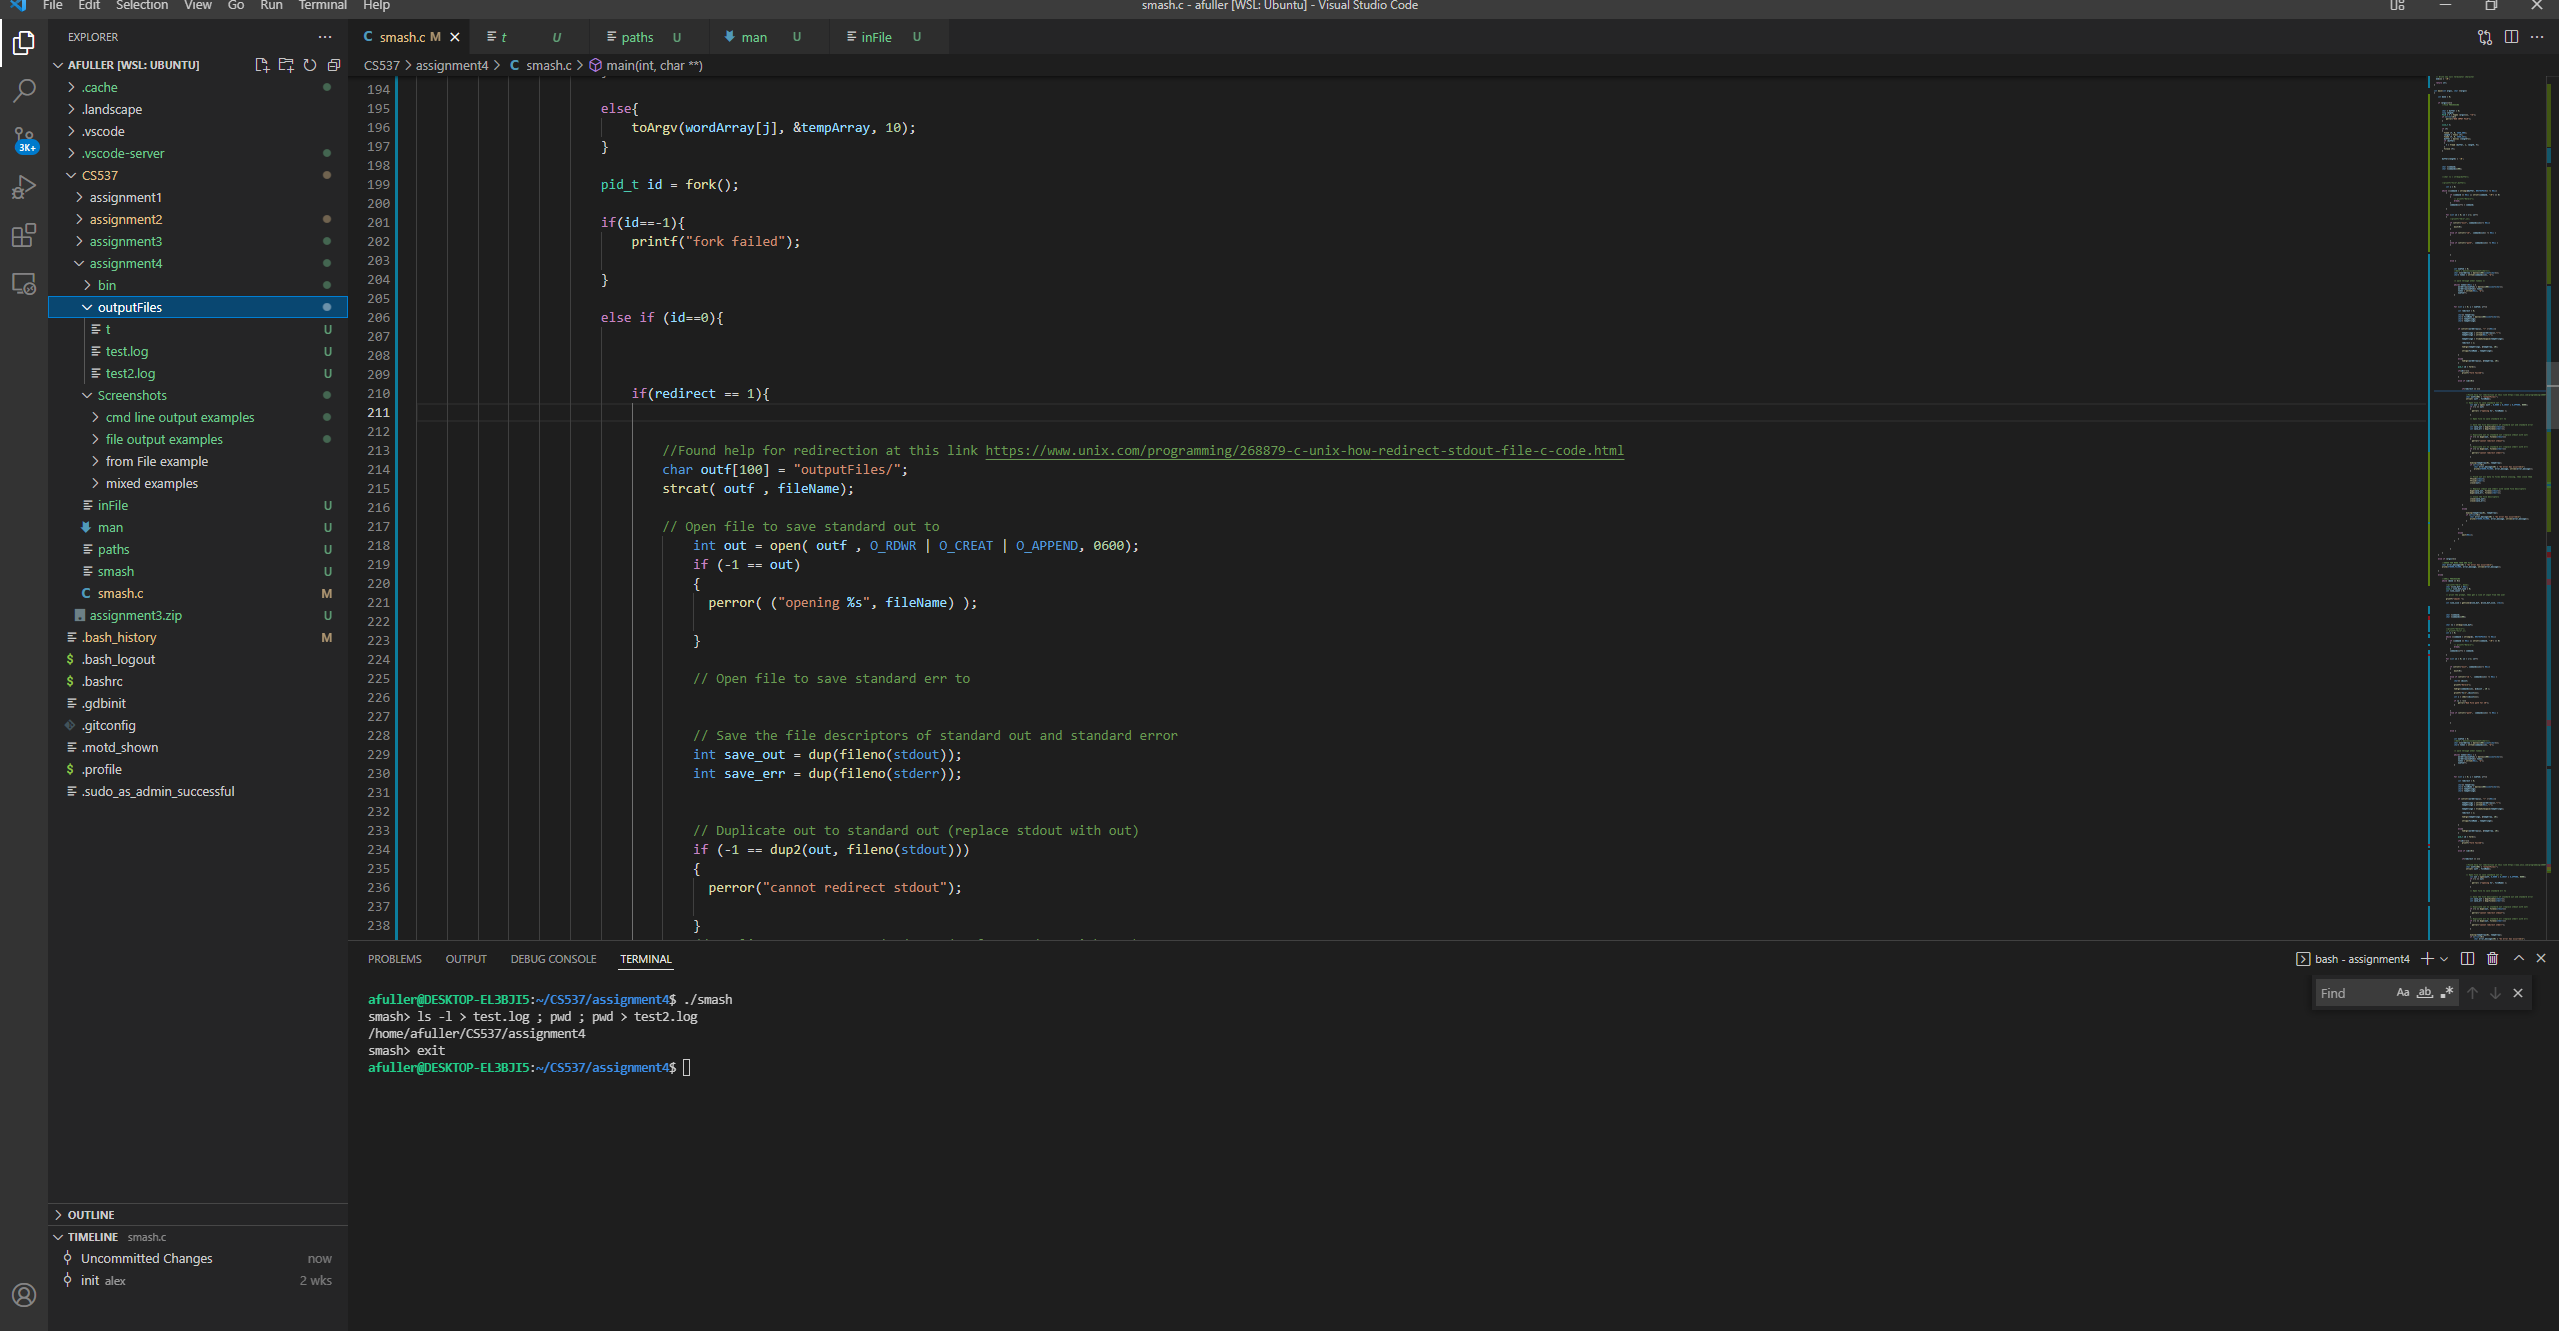 File Edit Selection View Go Run Terminal Help
smash.c - afuller [WSL: Ubuntu] - Visual Studio Code
EXPLORER
AFULLER [WSL: UBUNTU]
.cache
.landscape
.vscode
3K+
.vscode-server
CS537
assignment1
assignment2
assignment3
assignment4
bin
outputFiles
t U
test.log U
test2.log U
Screenshots
cmd line output examples
file output examples
from File example
mixed examples
inFile U
man U
paths U
smash U
smash.c M
assignment3.zip U
.bash_history M
.bash_logout
.bashrc
.gdbinit
.gitconfig
.motd_shown
.profile
.sudo_as_admin_successful
OUTLINE
TIMELINE smash.c
Uncommitted Changes now
init alex 2 wks
smash.c M t U paths U man U inFile U
CS537 > assignment4 > C smash.c > main(int, char **)
194
195 else{
196 toArgv(wordArray[j], &tempArray, 10);
197 }
198
199 pid_t id = fork();
200
201 if(id==-1){
202 printf("fork failed");
203
204 }
205
206 else if (id==0){
207
208
209
210 if(redirect == 1){
211
212
213 //Found help for redirection at this link https://www.unix.com/programming/268879-c-unix-how-redirect-stdout-file-c-code.html
214 char outf[100] = "outputFiles/";
215 strcat( outf , fileName);
216
217 // Open file to save standard out to
218 int out = open( outf , O_RDWR | O_CREAT | O_APPEND, 0600);
219 if (-1 == out)
220 {
221 perror( ("opening %s", fileName) );
222
223 }
224
225 // Open file to save standard err to
226
227
228 // Save the file descriptors of standard out and standard error
229 int save_out = dup(fileno(stdout));
230 int save_err = dup(fileno(stderr));
231
232
233 // Duplicate out to standard out (replace stdout with out)
234 if (-1 == dup2(out, fileno(stdout)))
235 {
236 perror("cannot redirect stdout");
237
238 }
PROBLEMS OUTPUT DEBUG CONSOLE TERMINAL
bash - assignment4
Find Aa ab .*
afuller@DESKTOP-EL3BJI5:~/CS537/assignment4$ ./smash
smash> ls -l > test.log ; pwd ; pwd > test2.log
/home/afuller/CS537/assignment4
smash> exit
afuller@DESKTOP-EL3BJI5:~/CS537/assignment4$